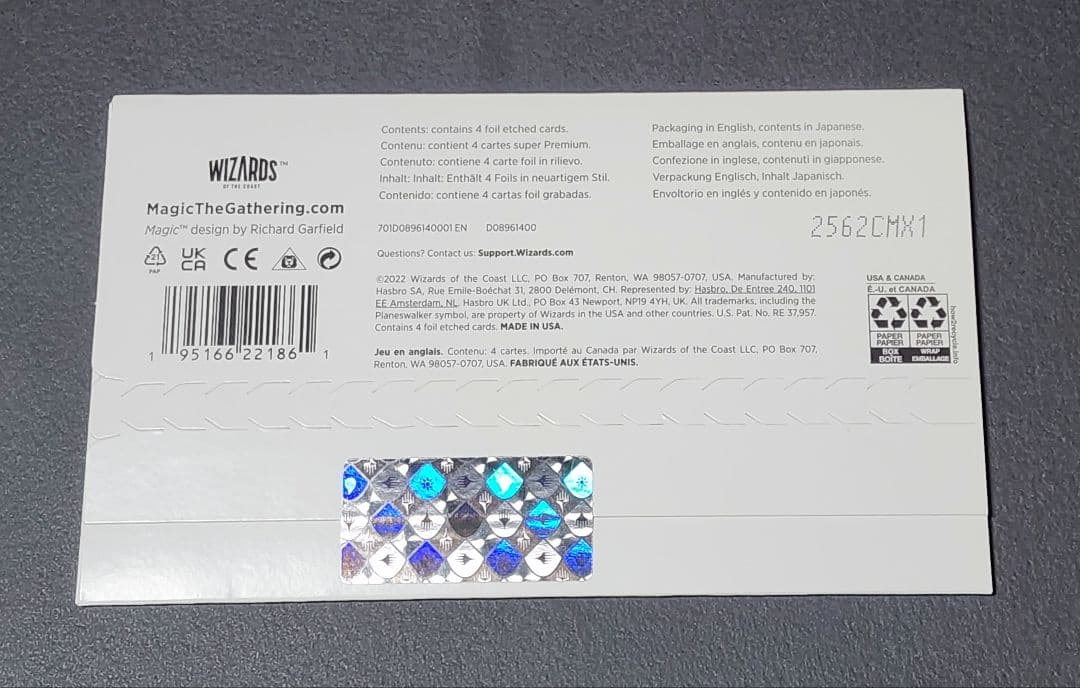 WIZARDS™
OF THE COAST
MagicTheGathering.com
Magic™ design by Richard Garfield
21
PAP
UK
CA
CE
1 95166 22186 1
Contents: contains 4 foil etched cards.
Contenu: contient 4 cartes super Premium.
Contenuto: contiene 4 carte foil in rilievo.
Inhalt: Inhalt: Enthält 4 Foils in neuartigem Stil.
Contenido: contiene 4 cartas foil grabadas.
701D0896140001 EN D08961400
Questions? Contact us: Support.Wizards.com
©2022 Wizards of the Coast LLC, PO Box 707, Renton, WA 98057-0707, USA. Manufactured by:
Hasbro SA, Rue Emile-Boéchat 31, 2800 Delémont, CH. Represented by: Hasbro, De Entree 240, 1101
EE Amsterdam, NL. Hasbro UK Ltd., PO Box 43 Newport, NP19 4YH, UK. All trademarks, including the
Planeswalker symbol, are property of Wizards in the USA and other countries. U.S. Pat. No. RE 37,957.
Contains 4 foil etched cards. MADE IN USA.
Jeu en anglais. Contenu: 4 cartes. Importé au Canada par Wizards of the Coast LLC, PO Box 707,
Renton, WA 98057-0707, USA. FABRIQUÉ AUX ÉTATS-UNIS.
Packaging in English, contents in Japanese.
Emballage en anglais, contenu en japonais.
Confezione in inglese, contenuti in giapponese.
Verpackung Englisch, Inhalt Japanisch.
Envoltorio en inglés y contenido en japonés.
2562CMX1
USA & CANADA
É.-U. et CANADA
PAPER PAPER
PAPIER PAPIER
BOX WRAP
BOÎTE EMBALLAGE
how2recycle.info